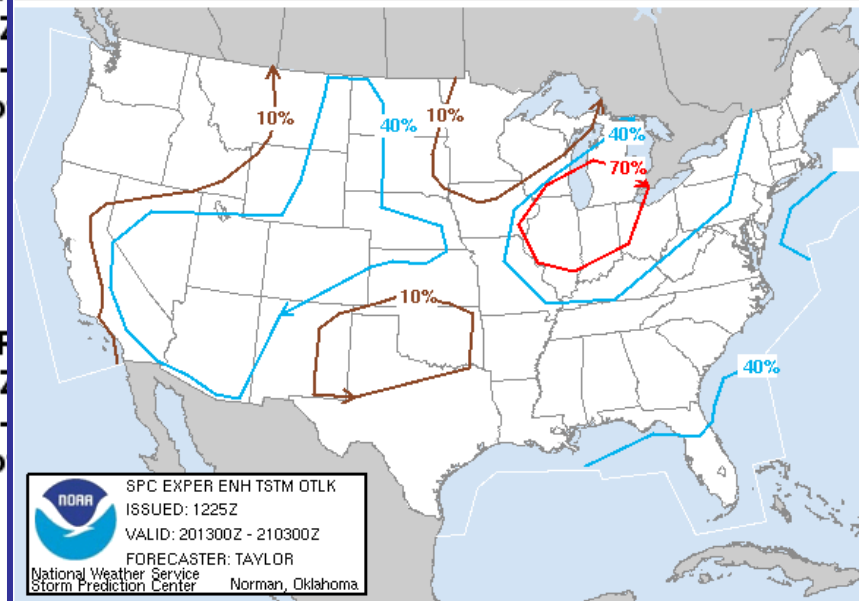 10%
40%
10%
40%
70%
10%
40%
NOAA
SPC EXPER ENH TSTM OTLK
ISSUED: 1225Z
VALID: 201300Z - 210300Z
FORECASTER: TAYLOR
National Weather Service
Storm Prediction Center Norman, Oklahoma